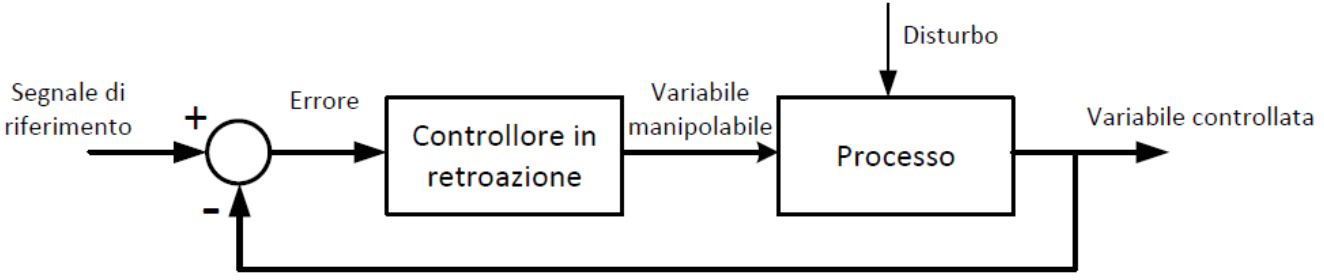 Disturbo
Segnale di
riferimento
+
-
Errore
Controllore in
retroazione
Variabile
manipolabile
Processo
Variabile controllata